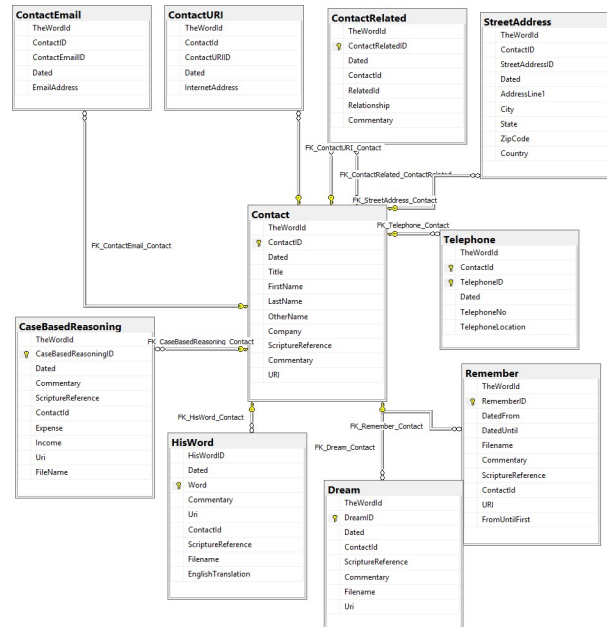 ContactEmail
TheWordId
ContactID
ContactEmailID
Dated
EmailAddress
ContactURI
TheWordId
ContactId
ContactURIID
Dated
InternetAddress
ContactRelated
TheWordId
ContactRelatedID
Dated
ContactId
RelatedId
Relationship
Commentary
StreetAddress
TheWordId
ContactID
StreetAddressID
Dated
AddressLine1
City
State
ZipCode
Country
FK_ContactURI_Contact
FK_ContactRelated_ContactRelated
FK_StreetAddress_Contact
FK_Telephone_Contact
FK_ContactEmail_Contact
Contact
TheWordId
ContactID
Dated
Title
FirstName
LastName
OtherName
Company
ScriptureReference
Commentary
URI
Telephone
TheWordId
ContactId
TelephoneID
Dated
TelephoneNo
TelephoneLocation
CaseBasedReasoning
TheWordId
CaseBasedReasoningID
Dated
Commentary
ScriptureReference
ContactId
Expense
Income
Uri
FileName
FK_CaseBasedReasoning_Contact
FK_HisWord_Contact
FK_Remember_Contact
FK_Dream_Contact
Remember
TheWordId
RememberID
DatedFrom
DatedUntil
Filename
Commentary
ScriptureReference
ContactId
URI
FromUntilFirst
HisWord
HisWordID
Dated
Word
Commentary
Uri
ContactId
ScriptureReference
Filename
EnglishTranslation
Dream
TheWordId
DreamID
Dated
ContactId
ScriptureReference
Commentary
Filename
Uri